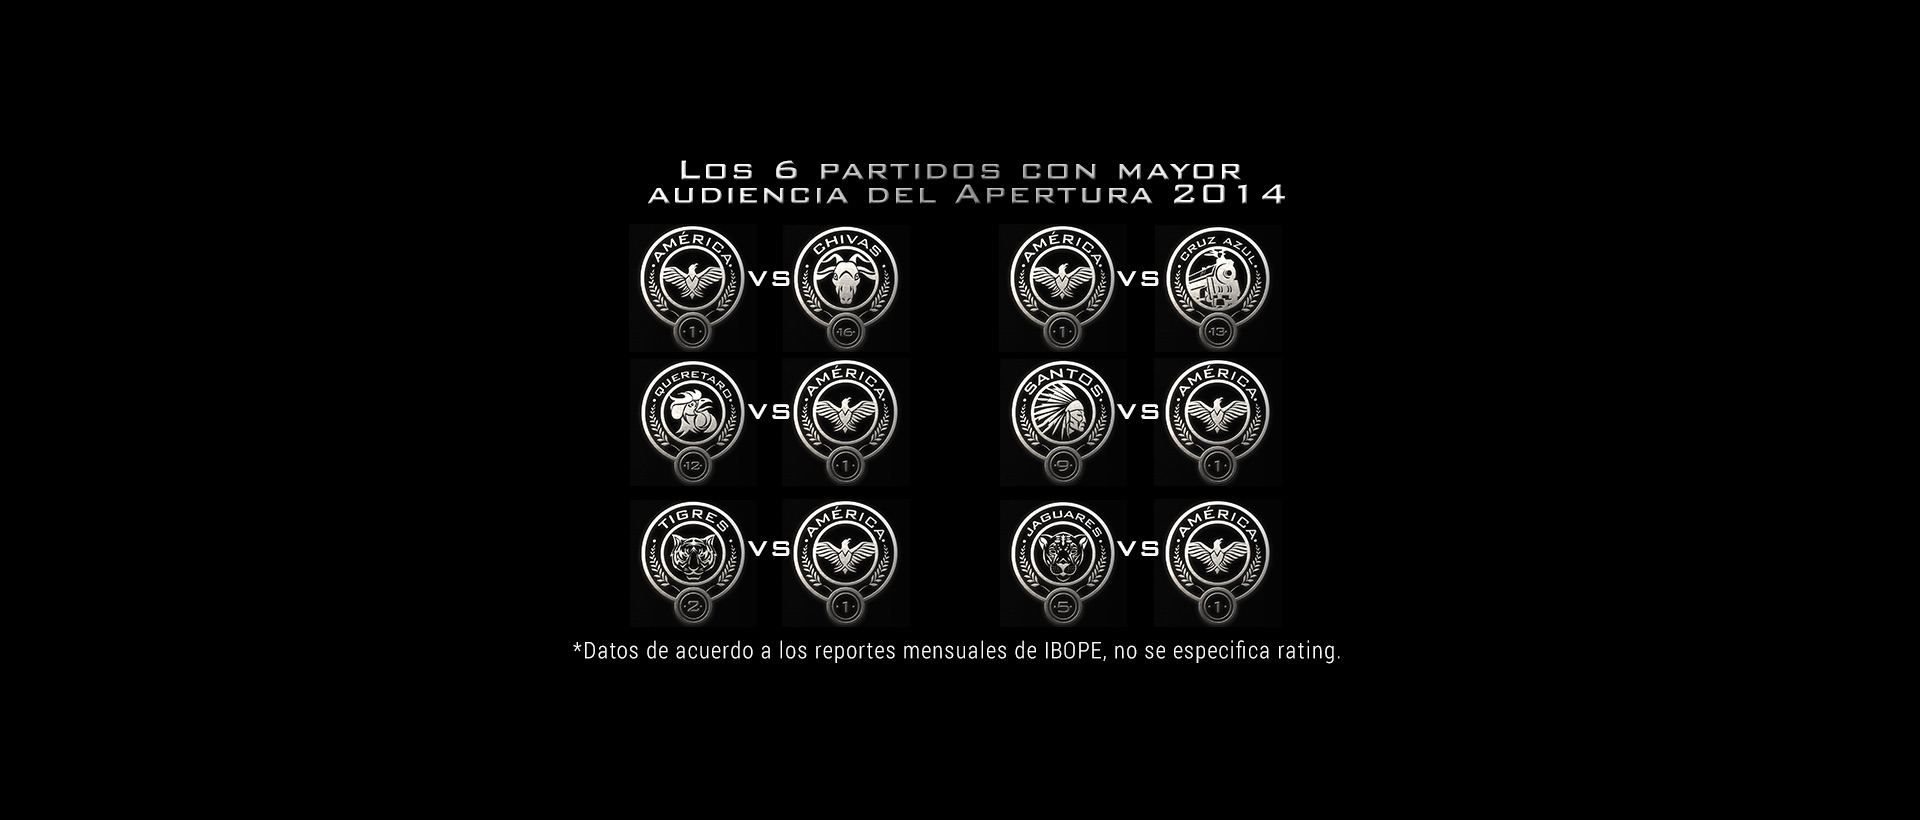 Los 6 partidos con mayor
audiencia del Apertura 2014
AMÉRICA 1 VS CHIVAS 16
AMÉRICA 1 VS CRUZ AZUL 13
QUERETARO 12 VS AMÉRICA 1
SANTOS 9 VS AMÉRICA 1
TIGRES 2 VS AMÉRICA 1
JAGUARES 5 VS AMÉRICA 1
*Datos de acuerdo a los reportes mensuales de IBOPE, no se especifica rating.